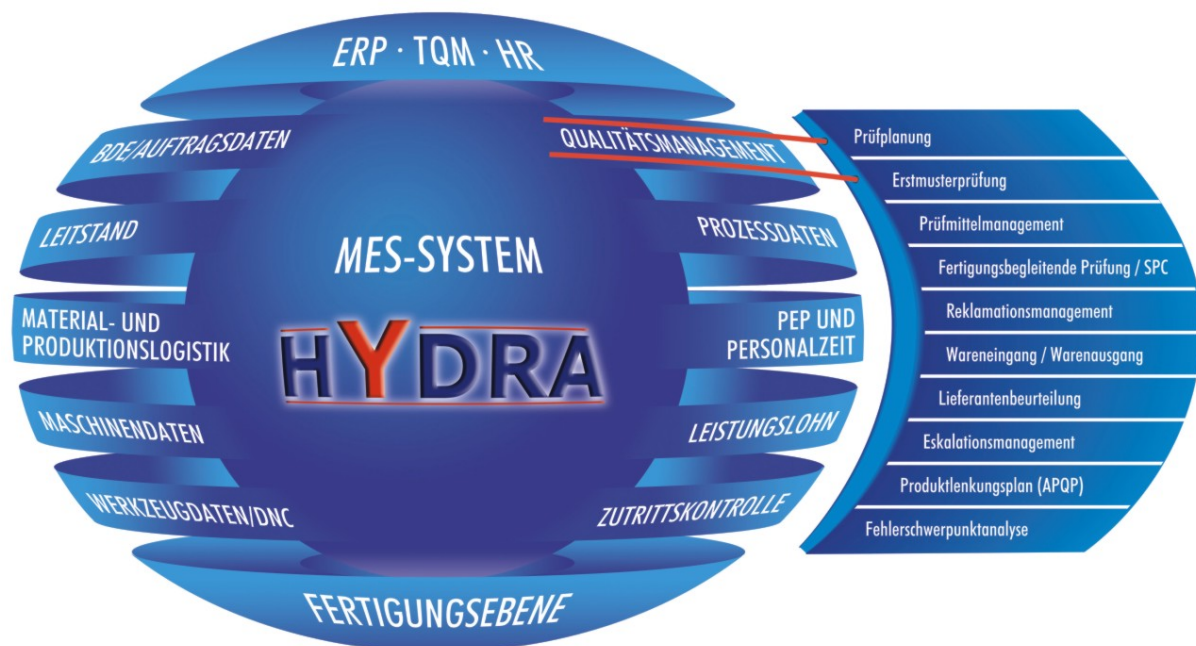 ERP · TQM · HR
BDE/AUFTRAGSDATEN
LEITSTAND
MATERIAL- UND
PRODUKTIONSLOGISTIK
MASCHINENDATEN
WERKZEUGDATEN/DNC
MES-SYSTEM
HYDRA
QUALITÄTSMANAGEMENT
PROZESSDATEN
PEP UND
PERSONALZEIT
LEISTUNGSLOHN
ZUTRITTSKONTROLLE
FERTIGUNGSEBENE
Prüfplanung
Erstmusterprüfung
Prüfmittelmanagement
Fertigungsbegleitende Prüfung / SPC
Reklamationsmanagement
Wareneingang / Warenausgang
Lieferantenbeurteilung
Eskalationsmanagement
Produktlenkungsplan (APQP)
Fehlerschwerpunktanalyse